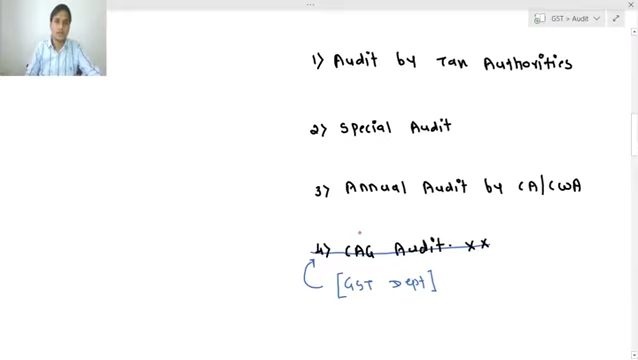 GST > Audit
1) Audit by Tax Authorities
2) Special Audit
3) Annual Audit by CA/CWA
4) CAG Audit. xx
[GST Dept]